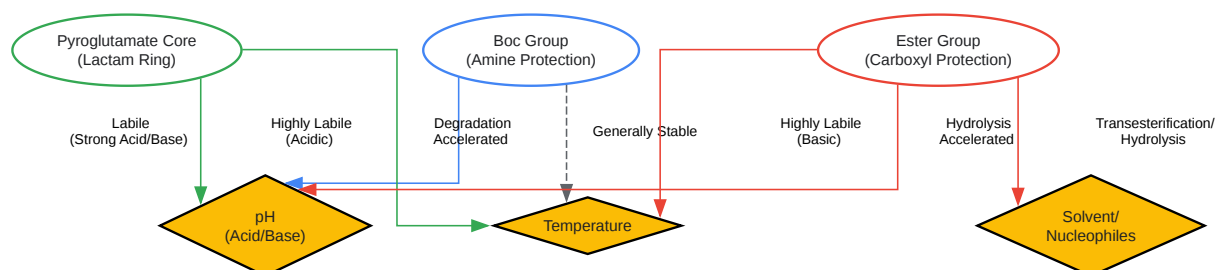 Pyroglutamate Core
(Lactam Ring)
Boc Group
(Amine Protection)
Ester Group
(Carboxyl Protection)
Labile
(Strong Acid/Base)
Highly Labile
(Acidic)
Degradation
Accelerated
Generally Stable
Highly Labile
(Basic)
Hydrolysis
Accelerated
Transesterification/
Hydrolysis
pH
(Acid/Base)
Temperature
Solvent/
Nucleophiles